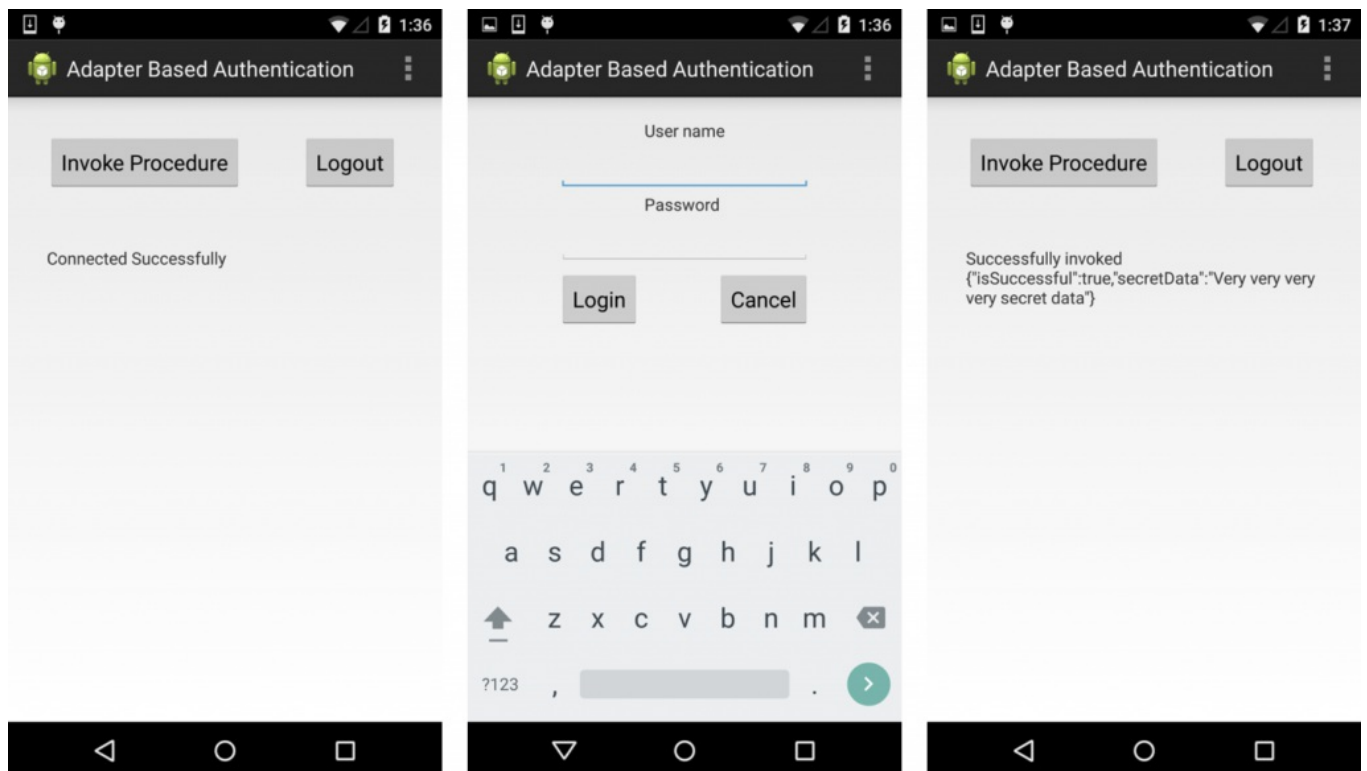 1:36
Adapter Based Authentication
Invoke Procedure
Logout
Connected Successfully
1:36
Adapter Based Authentication
User name
Password
Login
Cancel
1 2 3 4 5 6 7 8 9 0
q w e r t y u i o p
a s d f g h j k l
z x c v b n m
?123 , .
1:37
Adapter Based Authentication
Invoke Procedure
Logout
Successfully invoked
{"isSuccessful":true,"secretData":"Very very very
very secret data"}